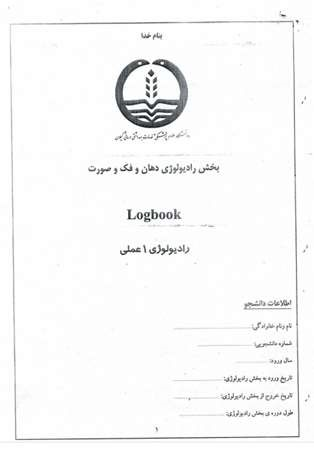 بنام خدا
دانشگاه علوم پزشکی و خدمات بهداشتی درمانی گیلان
بخش رادیولوژی دهان و فک و صورت
Logbook
رادیولوژی ۱ عملی
اطلاعات دانشجو
نام ونام خانوادگی:
شماره دانشجویی:
سال ورود:
تاریخ ورود به بخش رادیولوژی:
تاریخ خروج از بخش رادیولوژی:
طول دوره ی بخش رادیولوژی:
۱